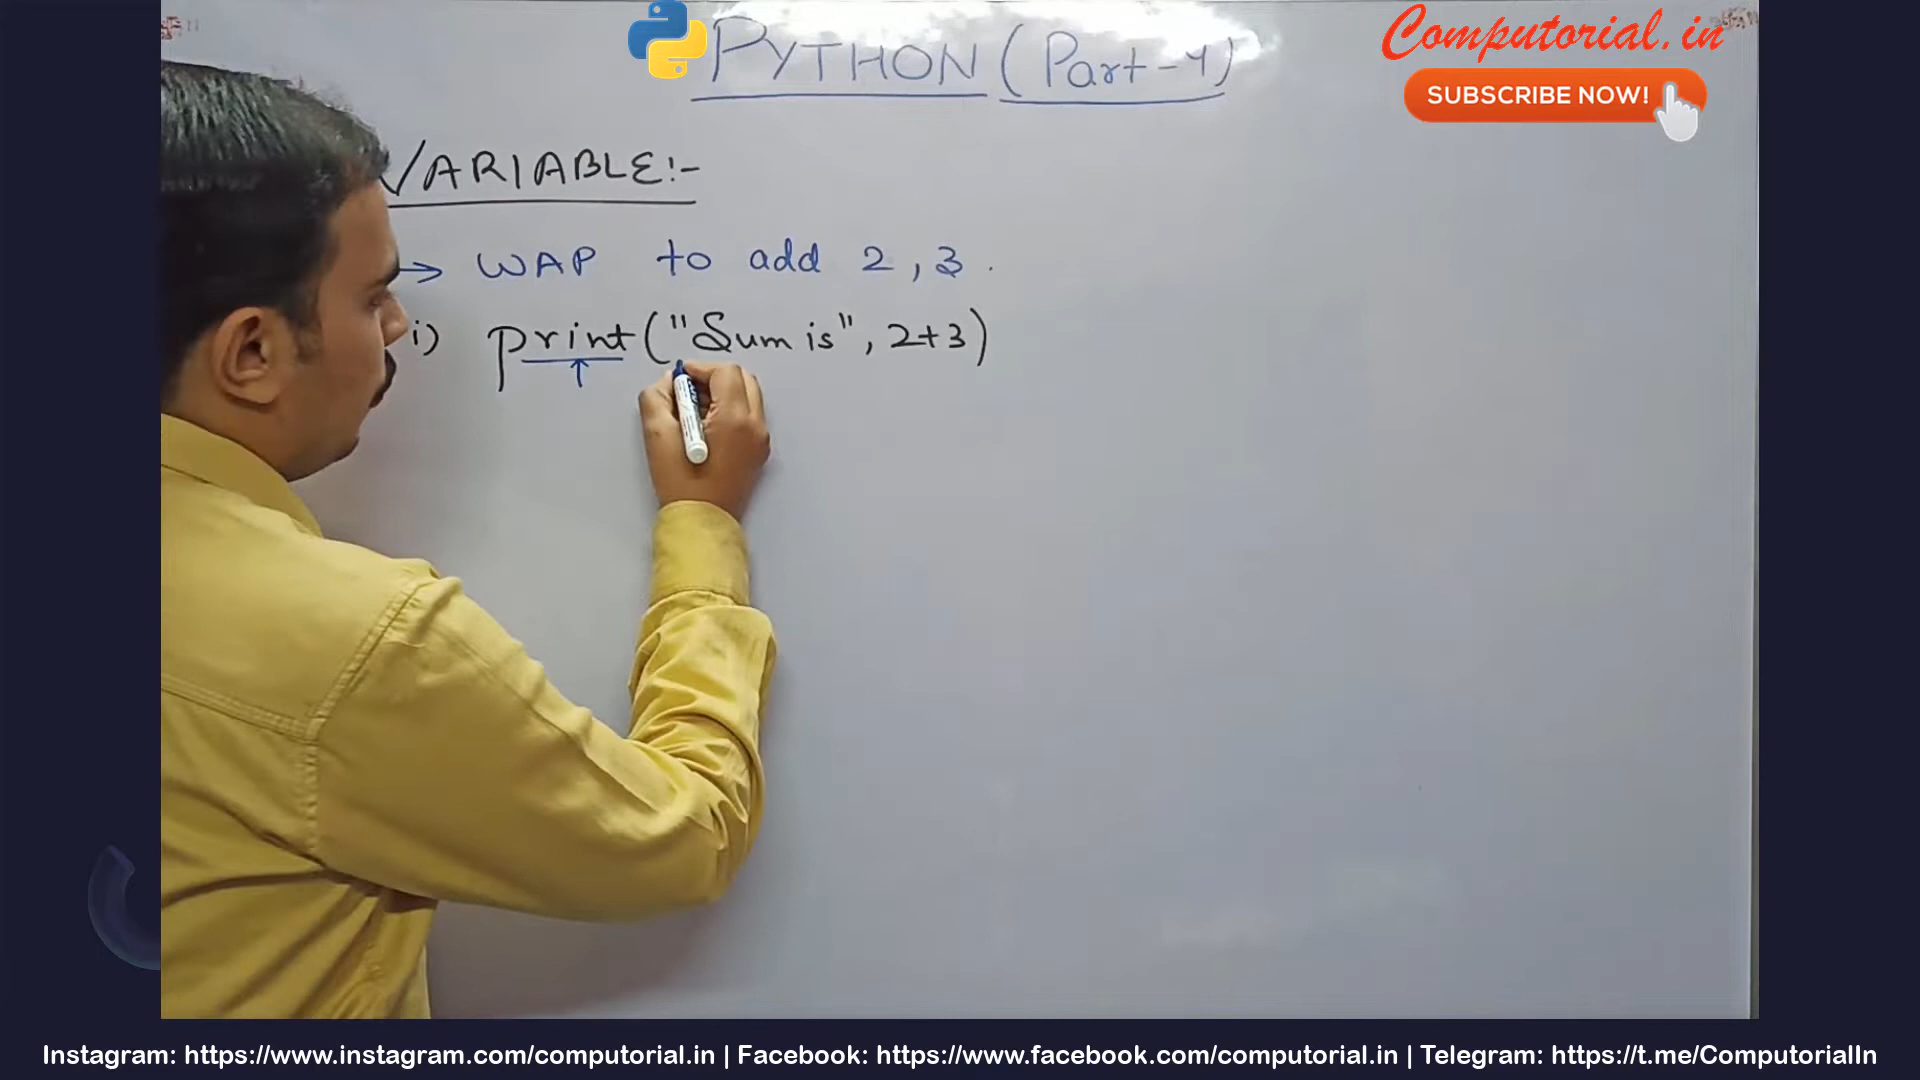 PYTHON (Part-4)
Computorial.in
SUBSCRIBE NOW!
VARIABLE:-
→ WAP to add 2, 3.
i) print("Sum is", 2+3)
Instagram: https://www.instagram.com/computorial.in | Facebook: https://www.facebook.com/computorial.in | Telegram: https://t.me/ComputorialIn